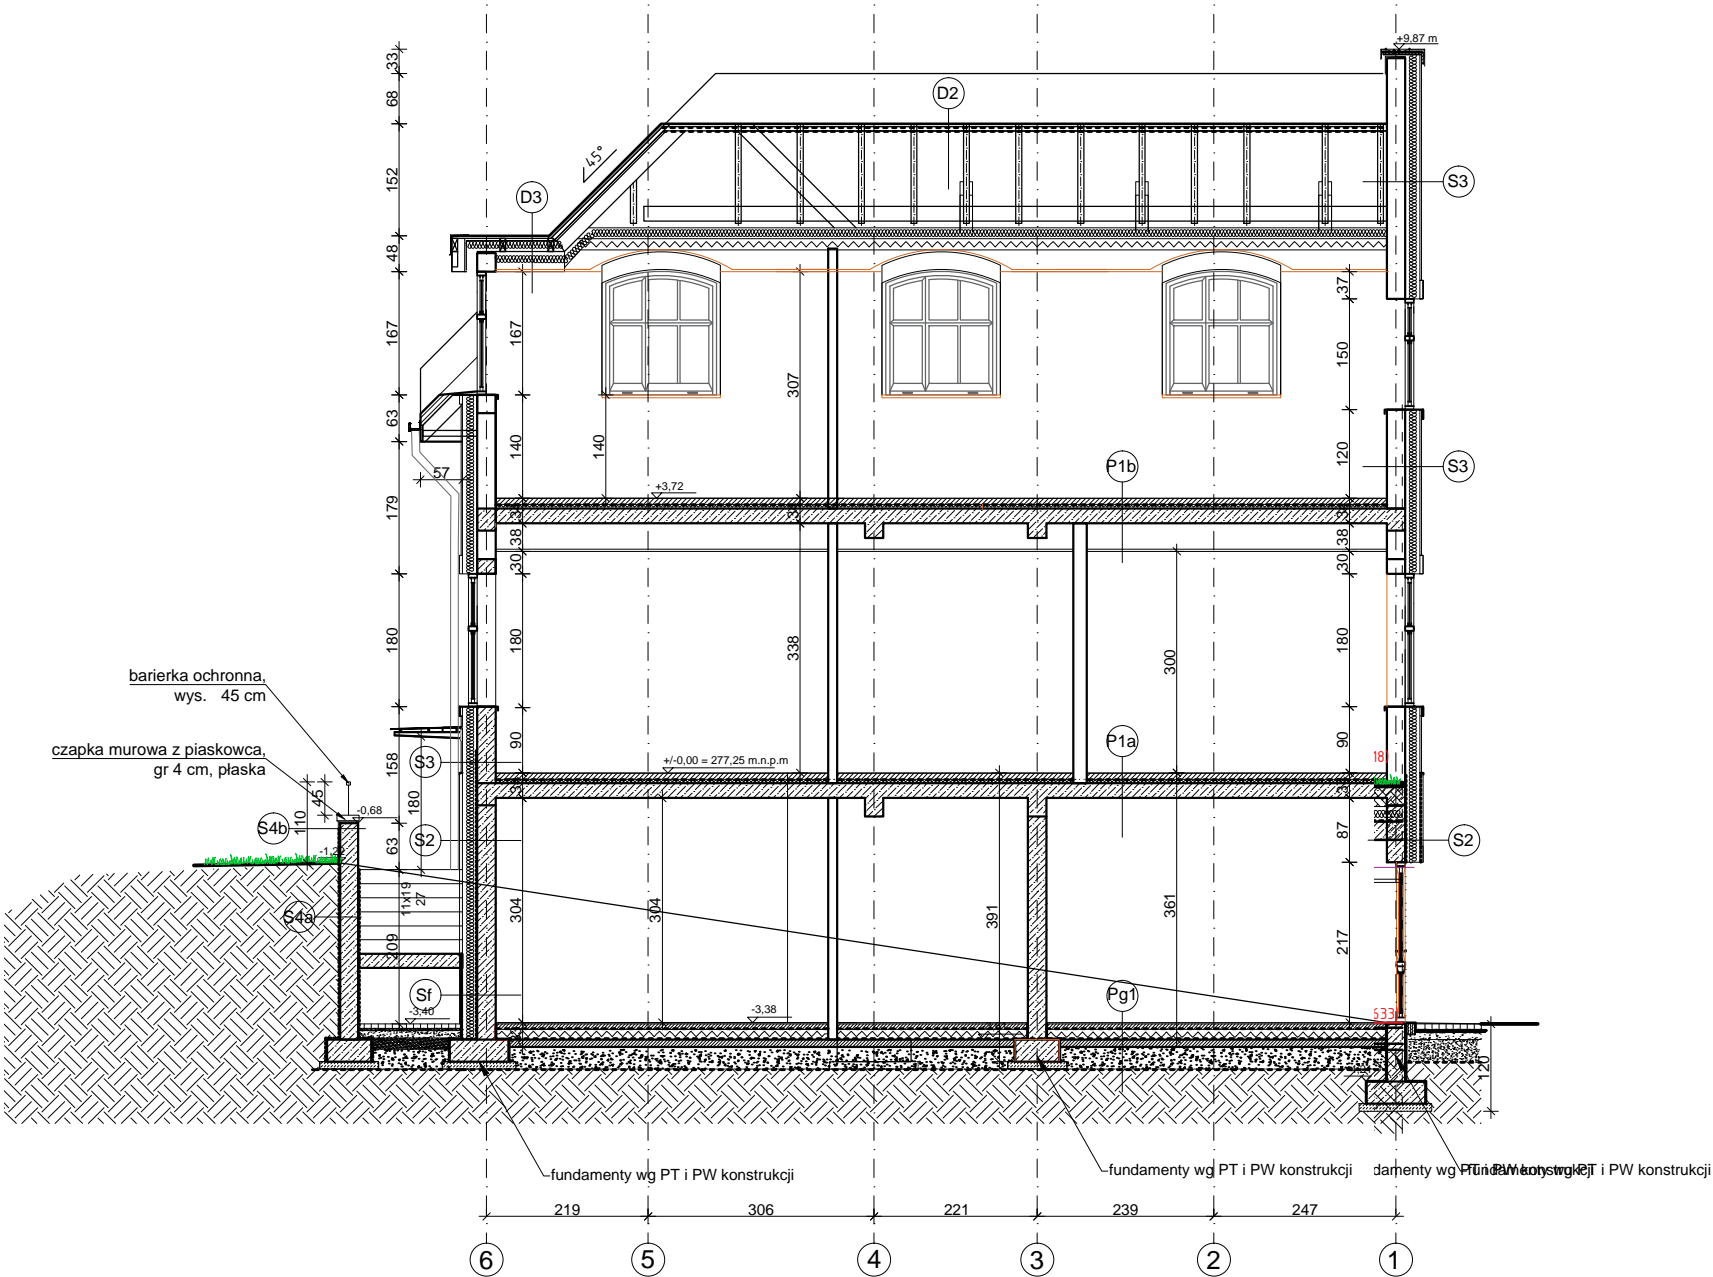 +9,87 m
33
68
D2
45°
152
S3
D3
48
37
167
167
150
307
63
140
140
120
57
P1b
S3
+3,72
179
38
38
30
30
180
180
338
300
180
barierka ochronna,
wys. 45 cm
90
90
P1a
czapka murowa z piaskowca,
gr 4 cm, płaska
158
S3
+/-0,00 = 277,25 m.n.p.m
45
110
180
-0,68
S4b
63
S2
87
S2
11x19
27
S4a
304
304
391
361
209
217
Sf
-3,40
-3,38
Pg1
120
fundamenty wg PT i PW konstrukcji
fundamenty wg PT i PW konstrukcji
219
306
221
239
247
6
5
4
3
2
1